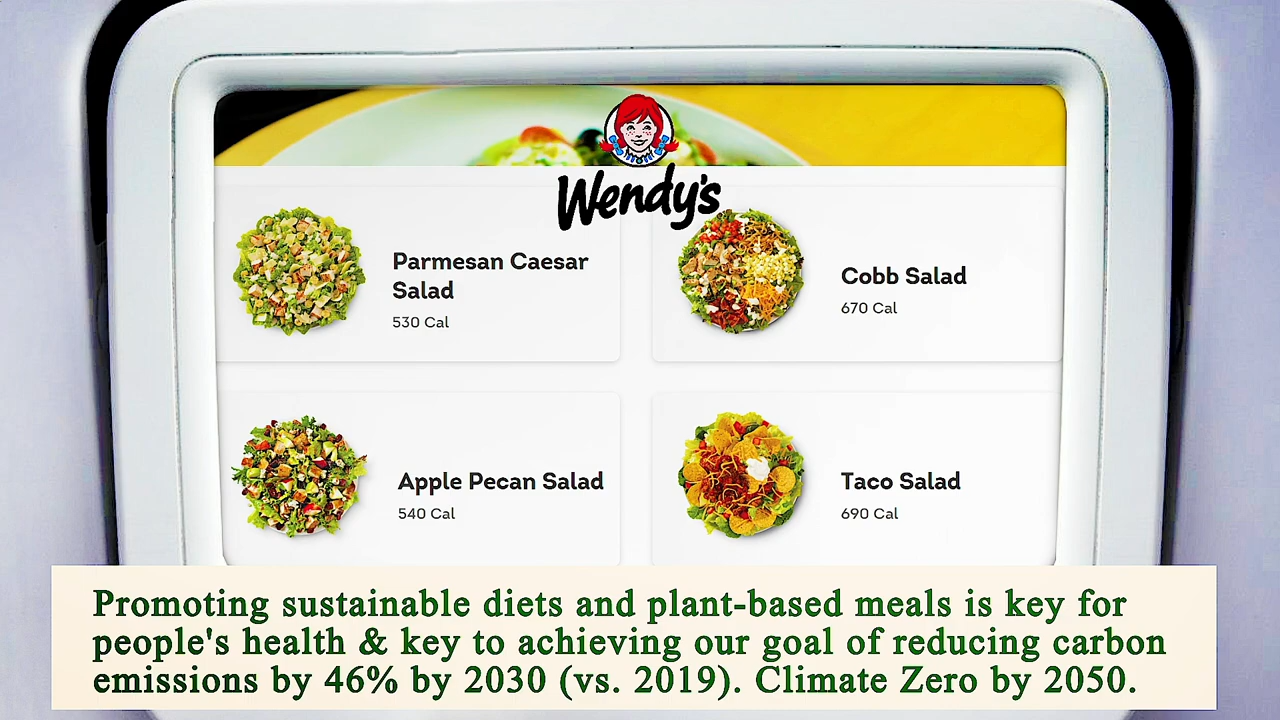 Wendy's
Parmesan Caesar
Salad
530 Cal
Cobb Salad
670 Cal
Apple Pecan Salad
540 Cal
Taco Salad
690 Cal
Promoting sustainable diets and plant-based meals is key for
people's health & key to achieving our goal of reducing carbon
emissions by 46% by 2030 (vs. 2019). Climate Zero by 2050.